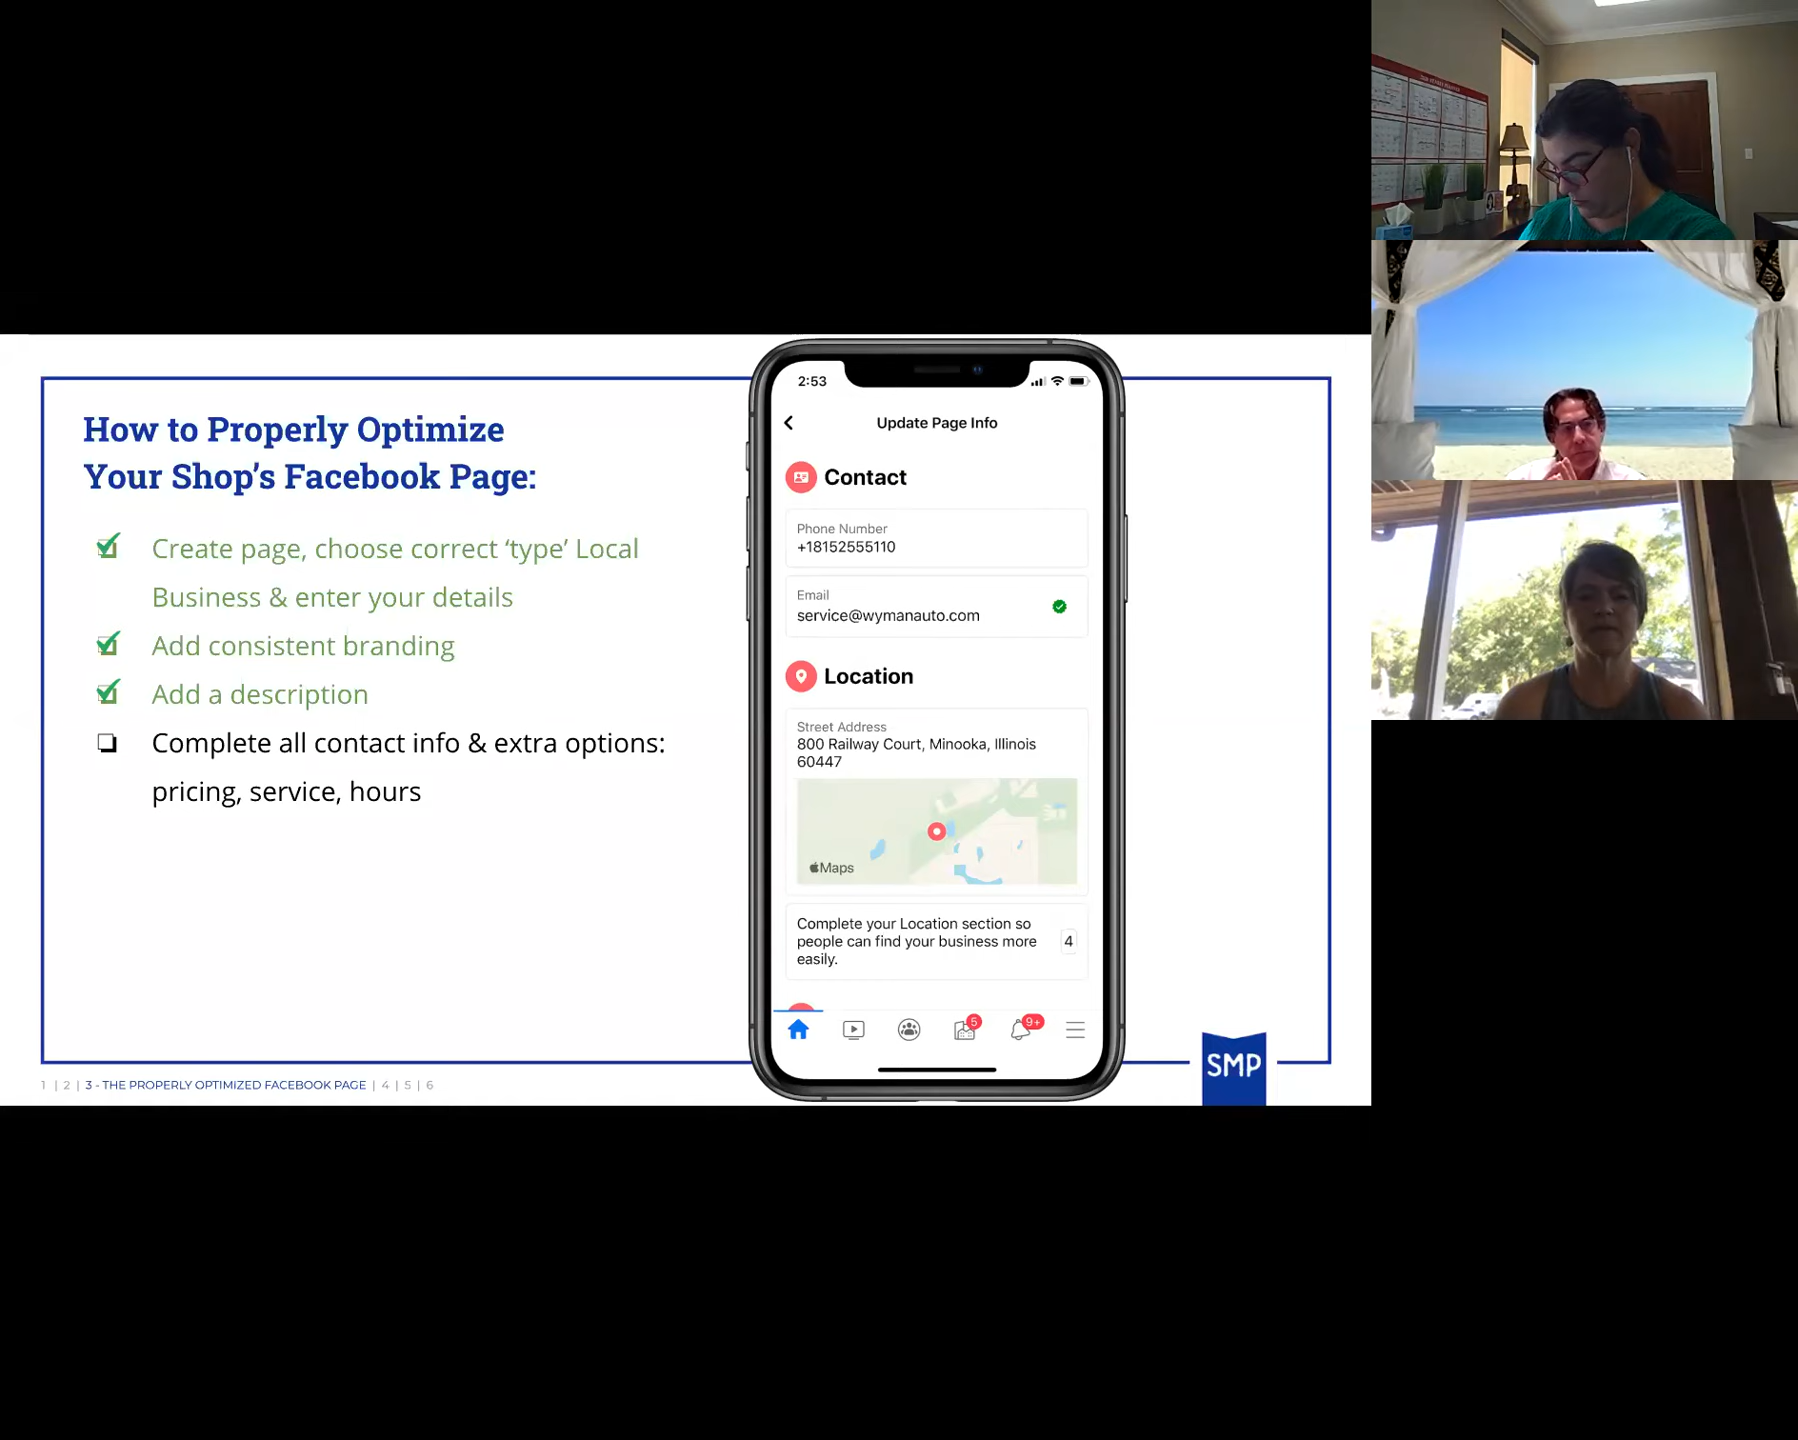 How to Properly Optimize
Your Shop's Facebook Page:
Create page, choose correct ‘type’ Local
Business & enter your details
Add consistent branding
Add a description
Complete all contact info & extra options:
pricing, service, hours
2:53
Update Page Info
Contact
Phone Number
+18152555110
Email
service@wymanauto.com
Location
Street Address
800 Railway Court, Minooka, Illinois
60447
Maps
Complete your Location section so
people can find your business more
easily.
4
5
9+
SMP
1 | 2 | 3 - THE PROPERLY OPTIMIZED FACEBOOK PAGE | 4 | 5 | 6